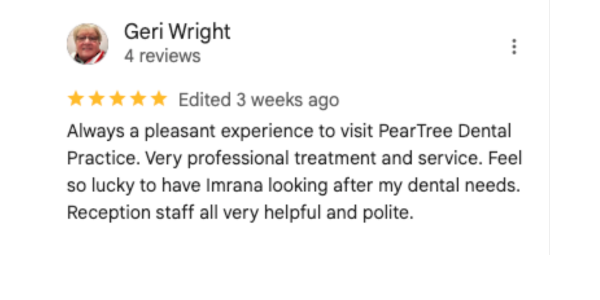 Geri Wright
4 reviews
Edited 3 weeks ago
Always a pleasant experience to visit PearTree Dental
Practice. Very professional treatment and service. Feel
so lucky to have Imrana looking after my dental needs.
Reception staff all very helpful and polite.